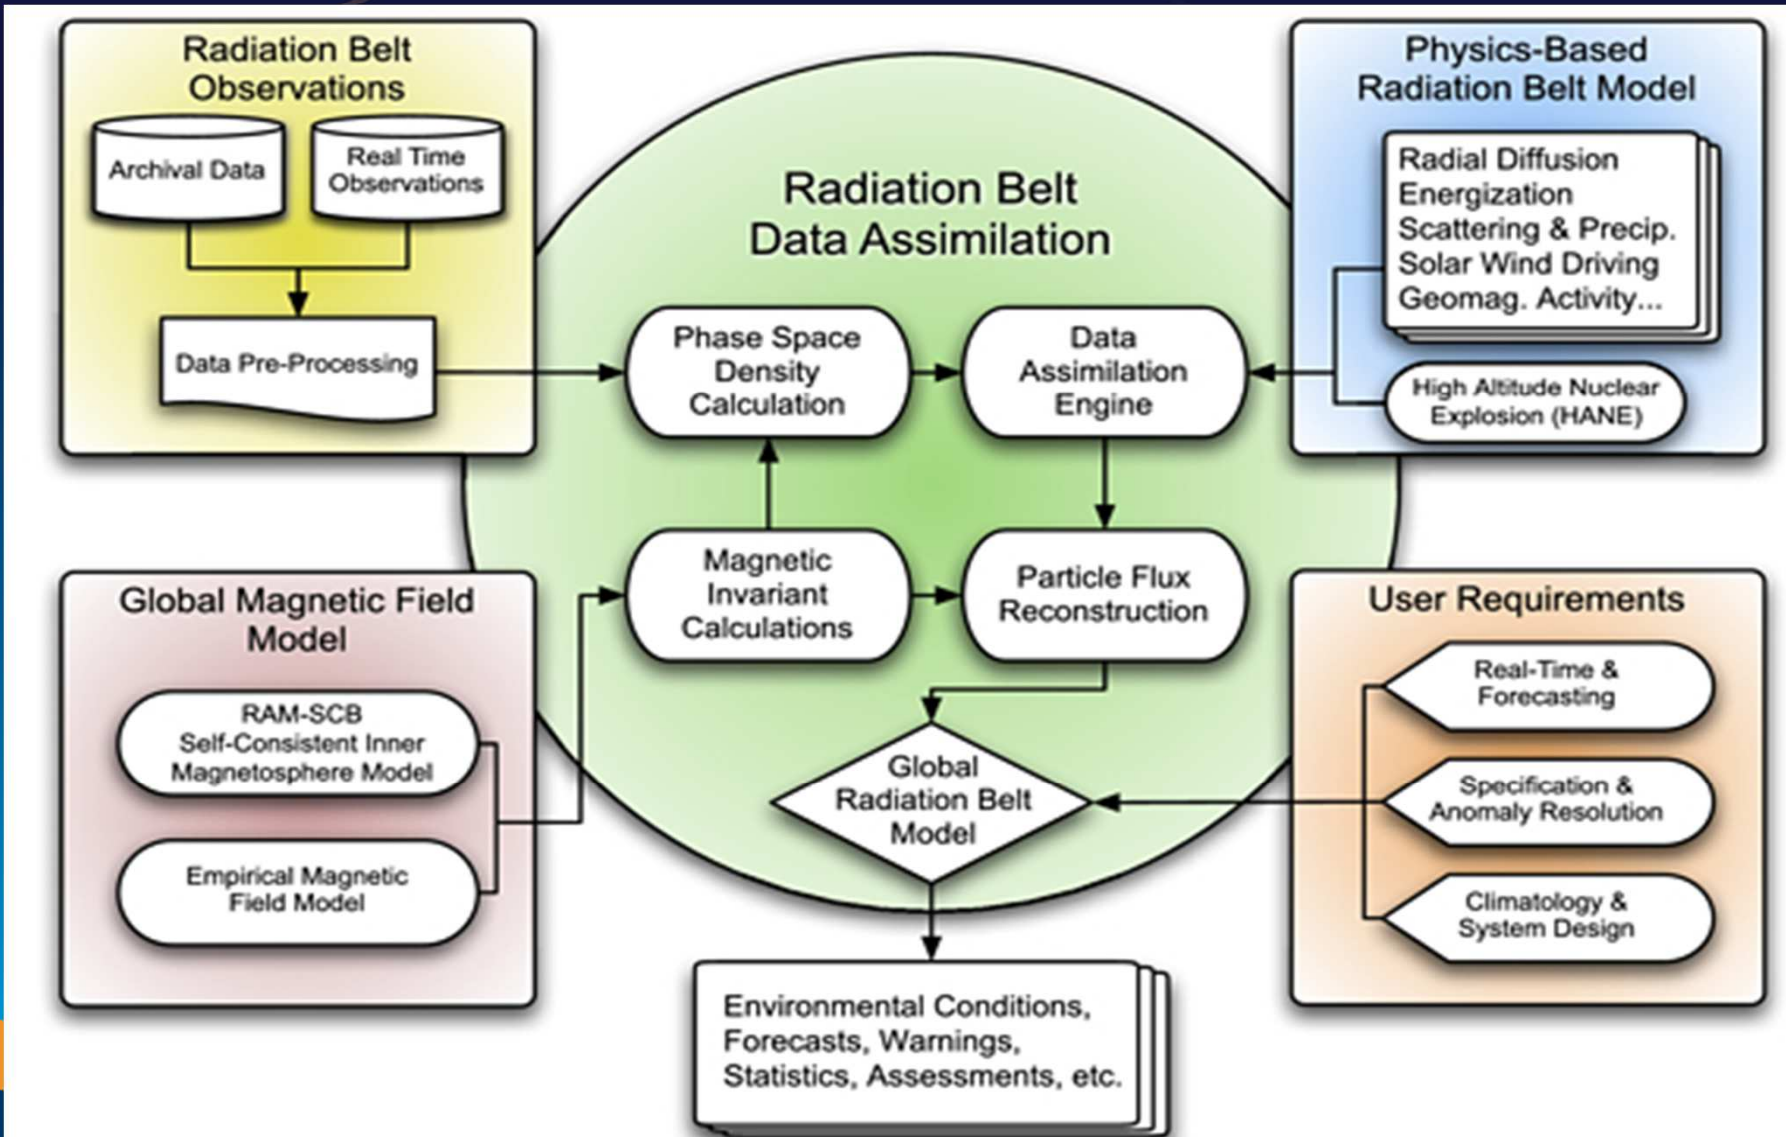 Radiation Belt
Observations
Archival Data
Real Time
Observations
Data Pre-Processing
Physics-Based
Radiation Belt Model
Radial Diffusion
Energization
Scattering & Precip.
Solar Wind Driving
Geomag. Activity...
High Altitude Nuclear
Explosion (HANE)
Radiation Belt
Data Assimilation
Phase Space
Density
Calculation
Data
Assimilation
Engine
Magnetic
Invariant
Calculations
Particle Flux
Reconstruction
Global
Radiation Belt
Model
Global Magnetic Field
Model
RAM-SCB
Self-Consistent Inner
Magnetosphere Model
Empirical Magnetic
Field Model
User Requirements
Real-Time &
Forecasting
Specification &
Anomaly Resolution
Climatology &
System Design
Environmental Conditions,
Forecasts, Warnings,
Statistics, Assessments, etc.